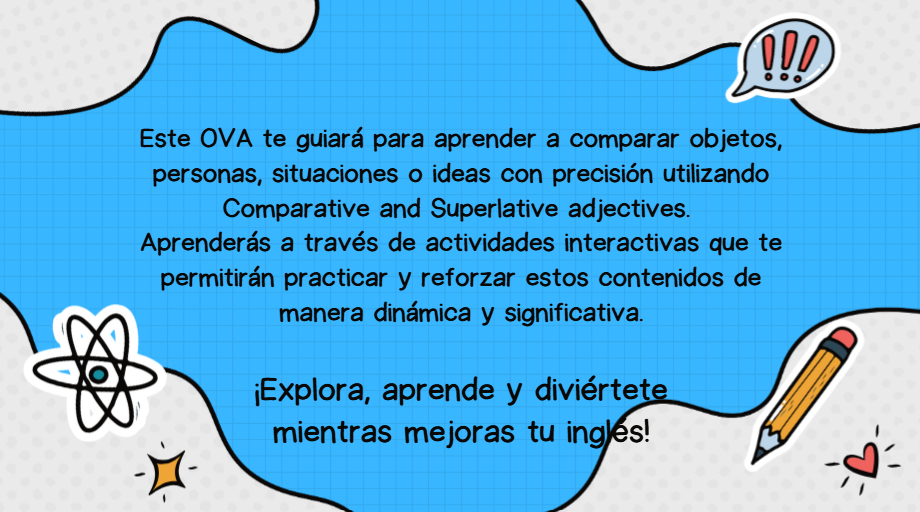 Este OVA te guiará para aprender a comparar objetos,
personas, situaciones o ideas con precisión utilizando
Comparative and Superlative adjectives.
Aprenderás a través de actividades interactivas que te
permitirán practicar y reforzar estos contenidos de
manera dinámica y significativa.
¡Explora, aprende y diviértete
mientras mejoras tu inglés!